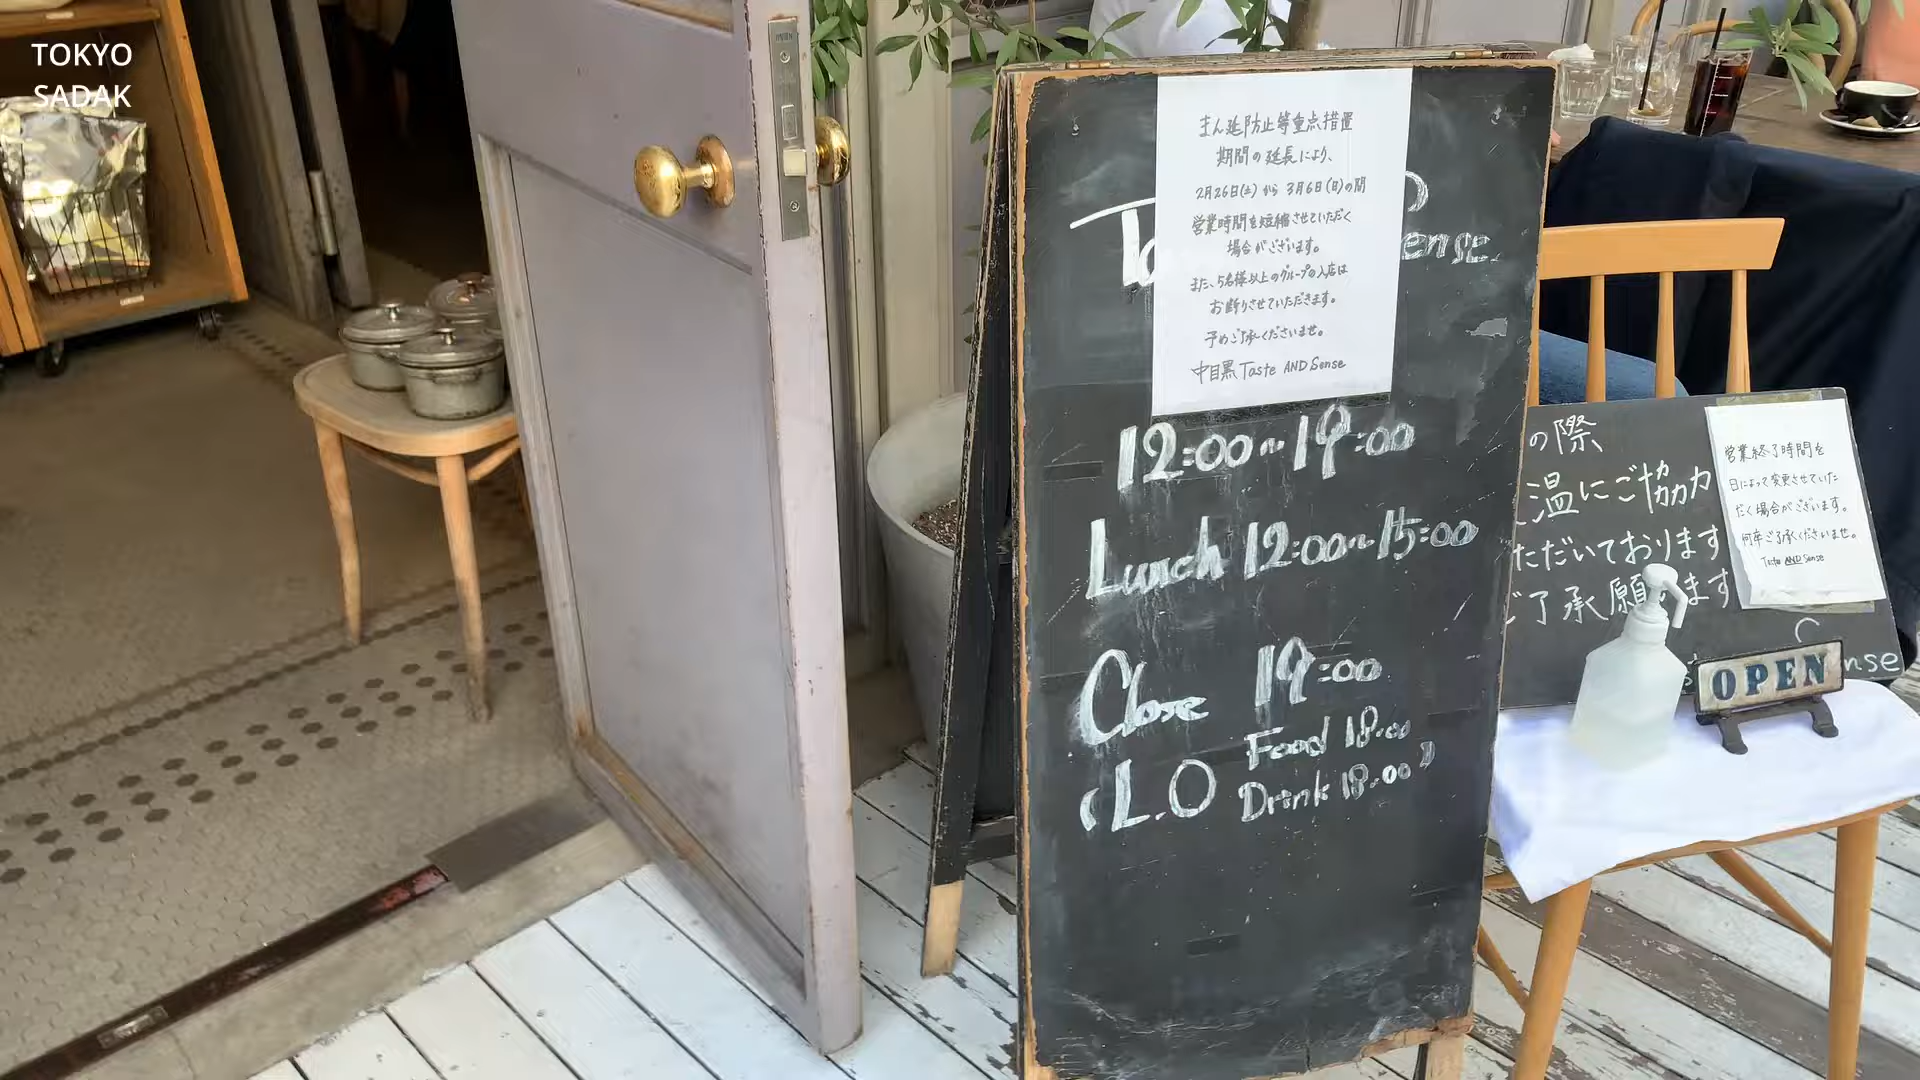 TOKYO
SADAK
まん延防止等重点措置
期間の延長により、
2月26日(土)から 3月6日(日)の間
営業時間を短縮させていただく
場合がございます。
また、5名様以上のグループの入店は
お断りさせていただきます。
予めご了承くださいませ。
中目黒 Taste AND Sense
ense.
12:00~19:00
Lunch 12:00~15:00
Close 19:00
(L.O Food 18:00
Drink 18:00)
の際
温にご協力
ただいております
ご了承願います
nse
営業終了時間を
日によって変更させていた
だく場合がございます。
何卒ご了承くださいませ。
Taste AND Sense
OPEN